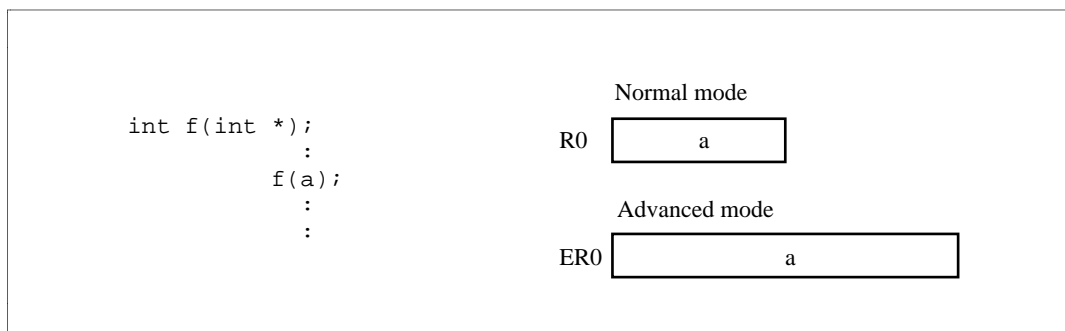 int f(int *);
:
f(a);
:
:
Normal mode
R0 a
Advanced mode
ER0 a